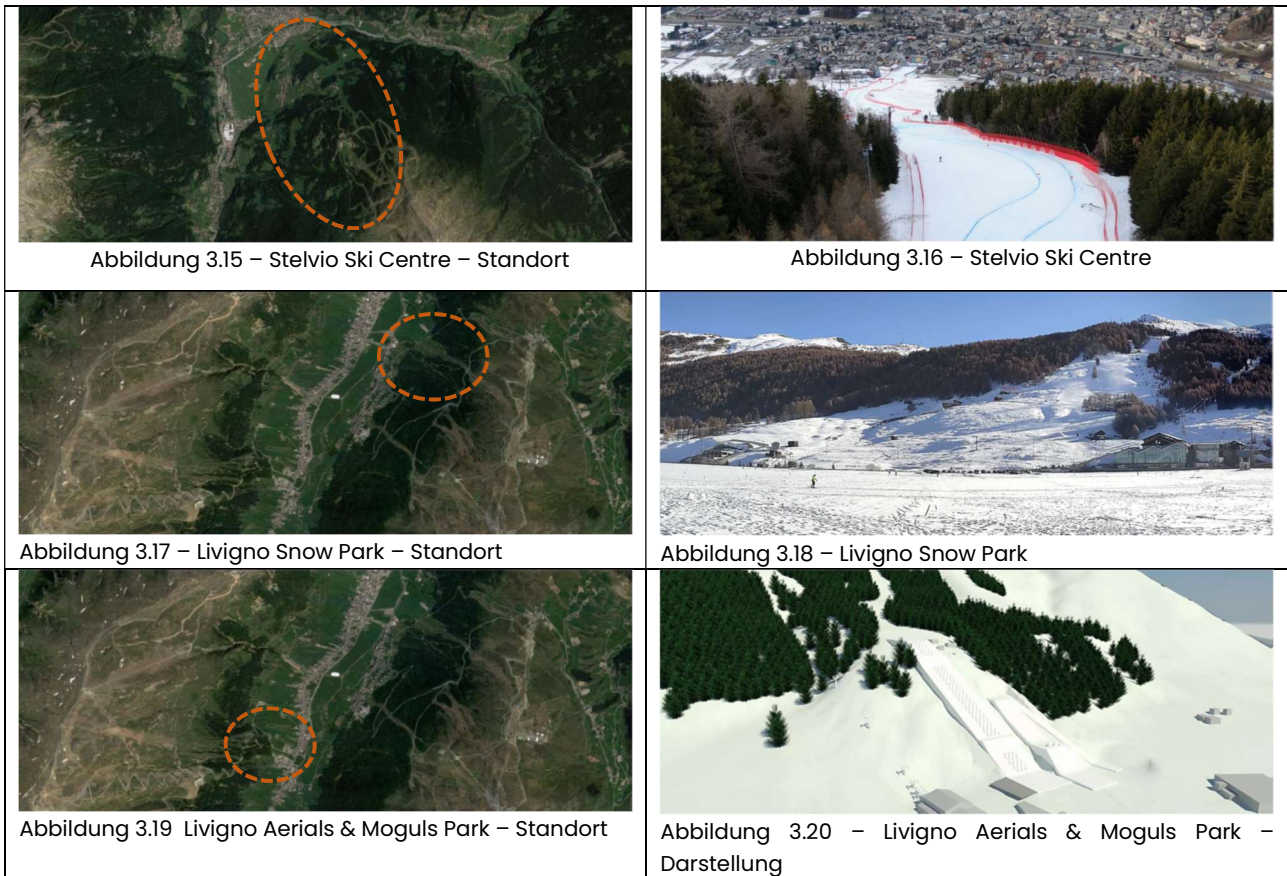 Abbildung 3.15 – Stelvio Ski Centre – Standort
Abbildung 3.16 – Stelvio Ski Centre
Abbildung 3.17 – Livigno Snow Park – Standort
Abbildung 3.18 – Livigno Snow Park
Abbildung 3.19  Livigno Aerials & Moguls Park – Standort
Abbildung 3.20 – Livigno Aerials & Moguls Park –
Darstellung